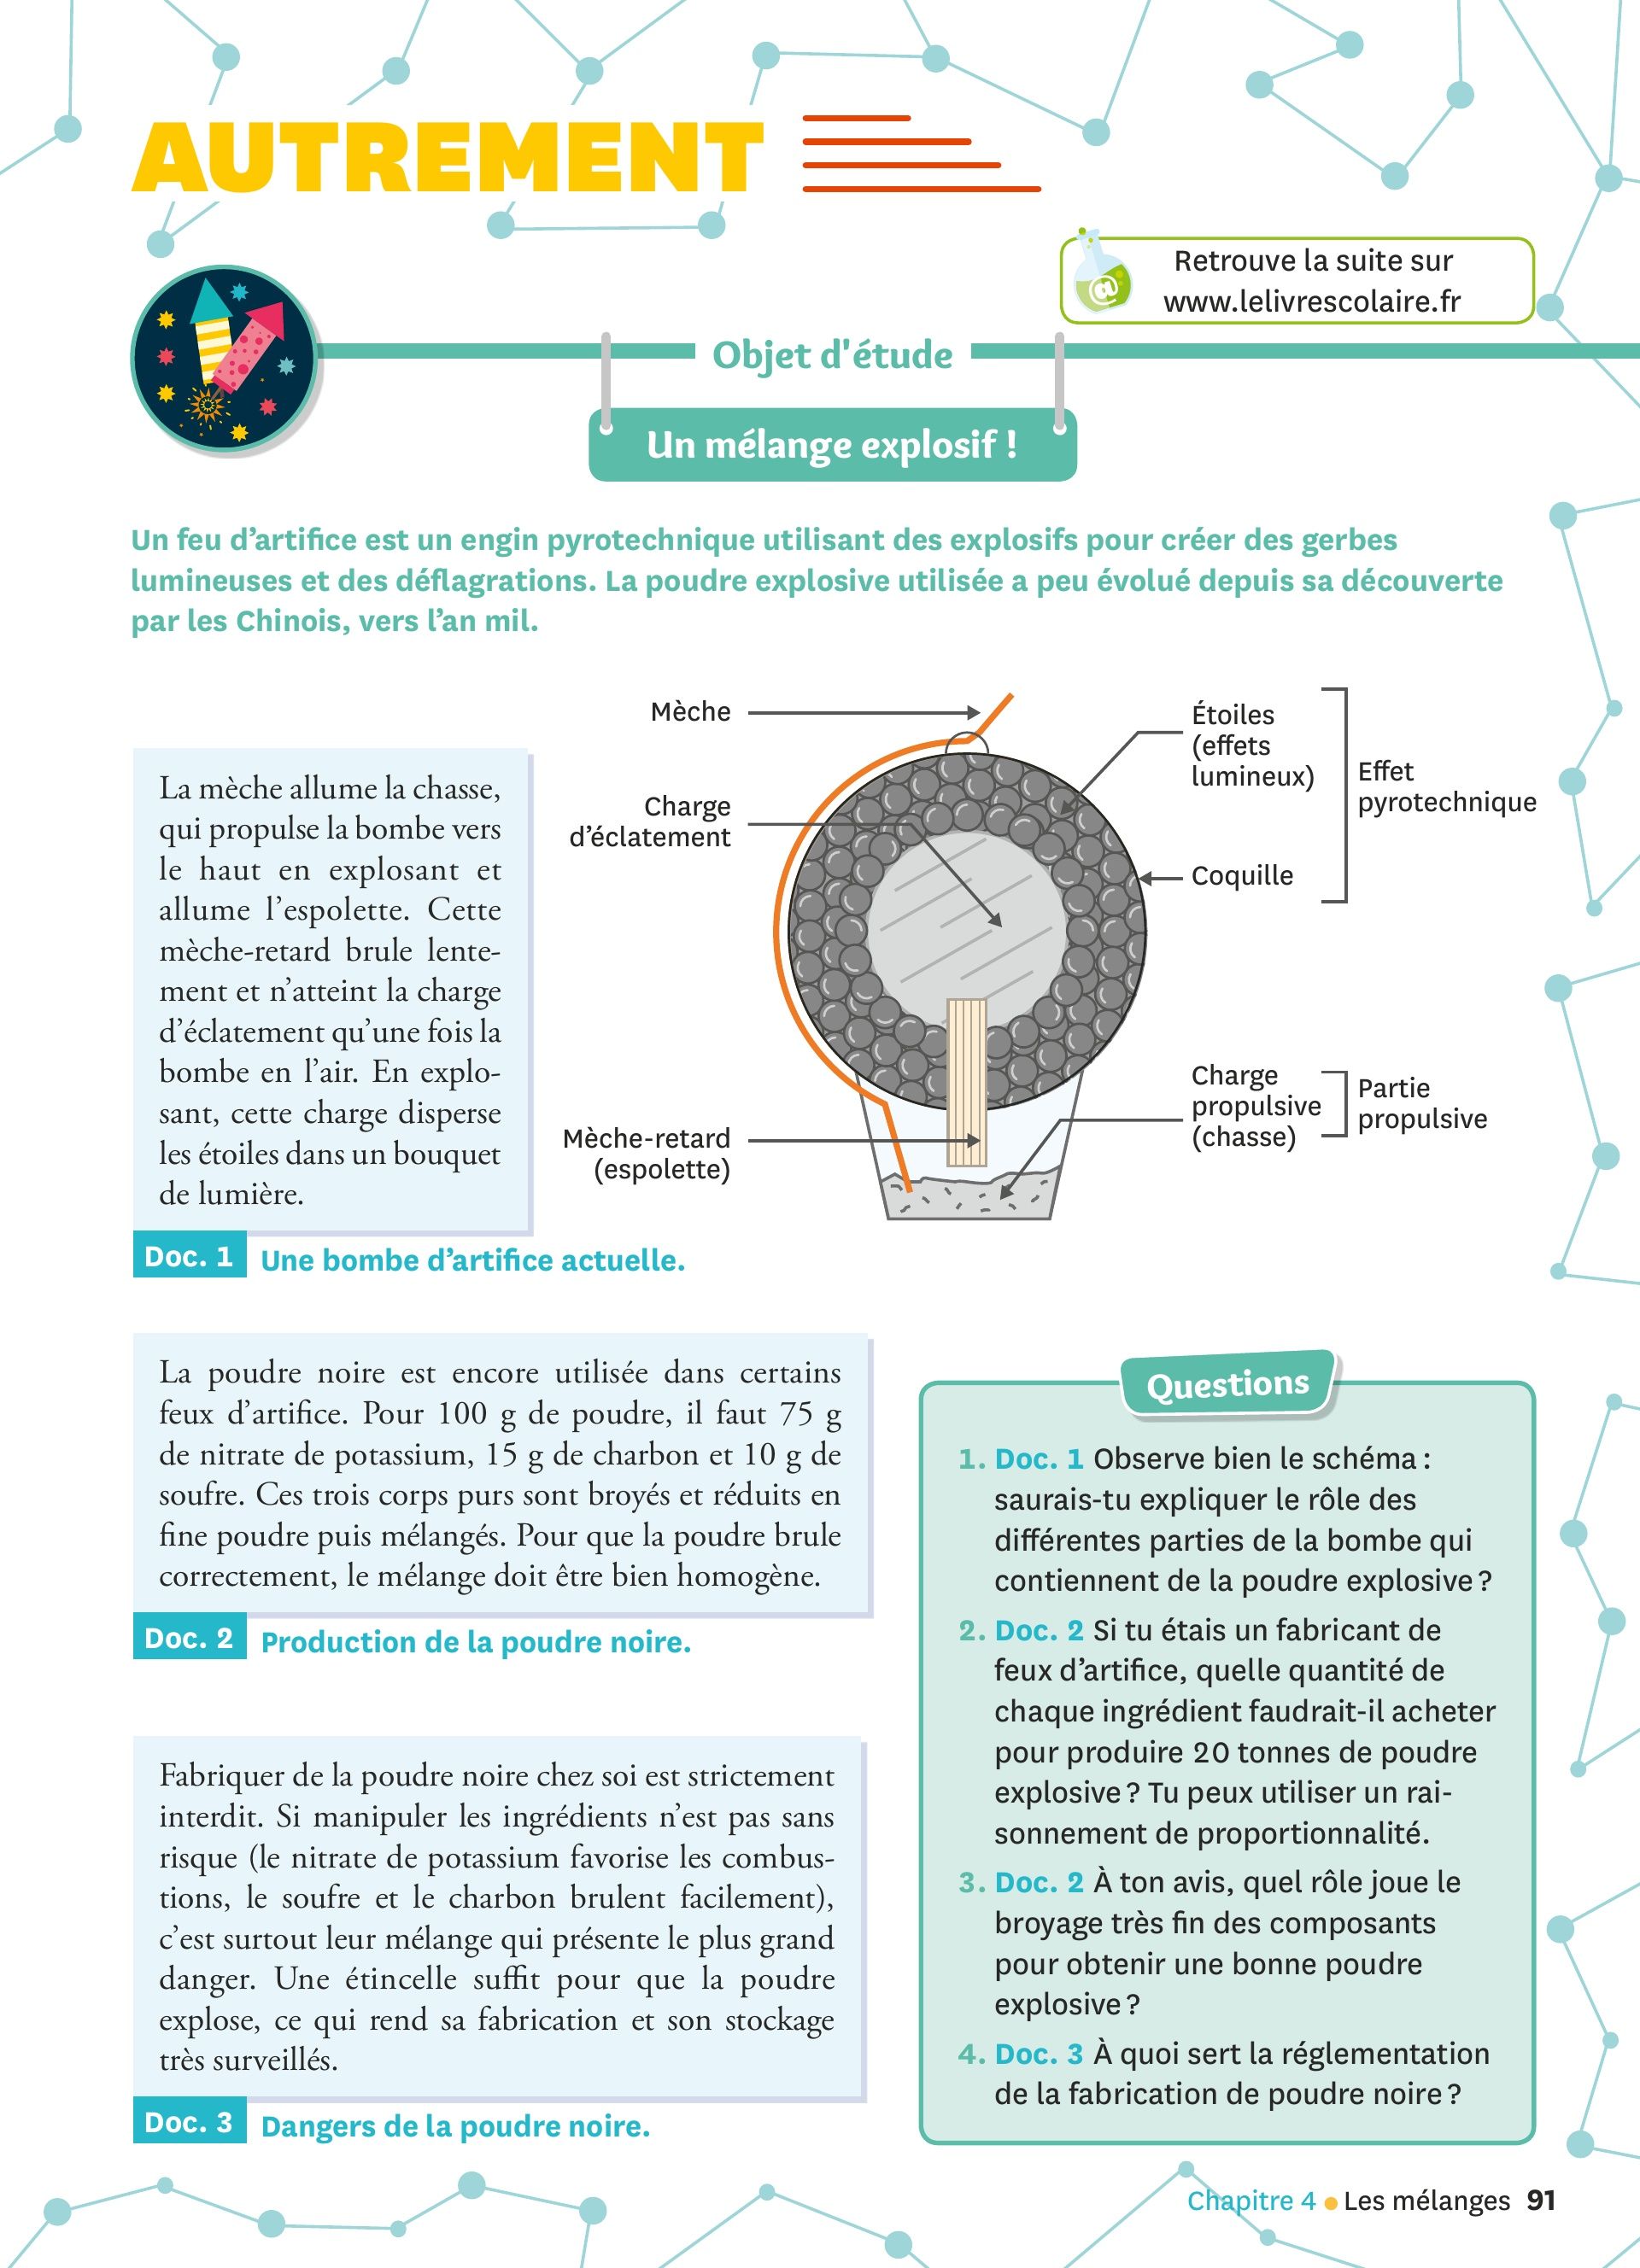 AUTREMENT
Retrouve la suite sur
www.lelivrescolaire.fr
@
Objet d'étude
Un mélange explosif !
Un feu d’artifice est un engin pyrotechnique utilisant des explosifs pour créer des gerbes
lumineuses et des déflagrations. La poudre explosive utilisée a peu évolué depuis sa découverte
par les Chinois, vers l’an mil.
La mèche allume la chasse,
qui propulse la bombe vers
le haut en explosant et
allume l’espolette. Cette
mèche-retard brule lente-
ment et n’atteint la charge
d’éclatement qu’une fois la
bombe en l’air. En explo-
sant, cette charge disperse
les étoiles dans un bouquet
de lumière.
Mèche
Charge
d’éclatement
Mèche-retard
(espolette)
Étoiles
(effets
lumineux)
Coquille
Effet
pyrotechnique
Charge
propulsive
(chasse)
Partie
propulsive
Doc. 1 Une bombe d’artifice actuelle.
La poudre noire est encore utilisée dans certains
feux d’artifice. Pour 100 g de poudre, il faut 75 g
de nitrate de potassium, 15 g de charbon et 10 g de
soufre. Ces trois corps purs sont broyés et réduits en
fine poudre puis mélangés. Pour que la poudre brule
correctement, le mélange doit être bien homogène.
Doc. 2 Production de la poudre noire.
Fabriquer de la poudre noire chez soi est strictement
interdit. Si manipuler les ingrédients n’est pas sans
risque (le nitrate de potassium favorise les combus-
tions, le soufre et le charbon brulent facilement),
c’est surtout leur mélange qui présente le plus grand
danger. Une étincelle suffit pour que la poudre
explose, ce qui rend sa fabrication et son stockage
très surveillés.
Doc. 3 Dangers de la poudre noire.
Questions
1. Doc. 1 Observe bien le schéma :
saurais-tu expliquer le rôle des
différentes parties de la bombe qui
contiennent de la poudre explosive ?
2. Doc. 2 Si tu étais un fabricant de
feux d’artifice, quelle quantité de
chaque ingrédient faudrait-il acheter
pour produire 20 tonnes de poudre
explosive ? Tu peux utiliser un rai-
sonnement de proportionnalité.
3. Doc. 2 À ton avis, quel rôle joue le
broyage très fin des composants
pour obtenir une bonne poudre
explosive ?
4. Doc. 3 À quoi sert la réglementation
de la fabrication de poudre noire ?
Chapitre 4 ● Les mélanges 91